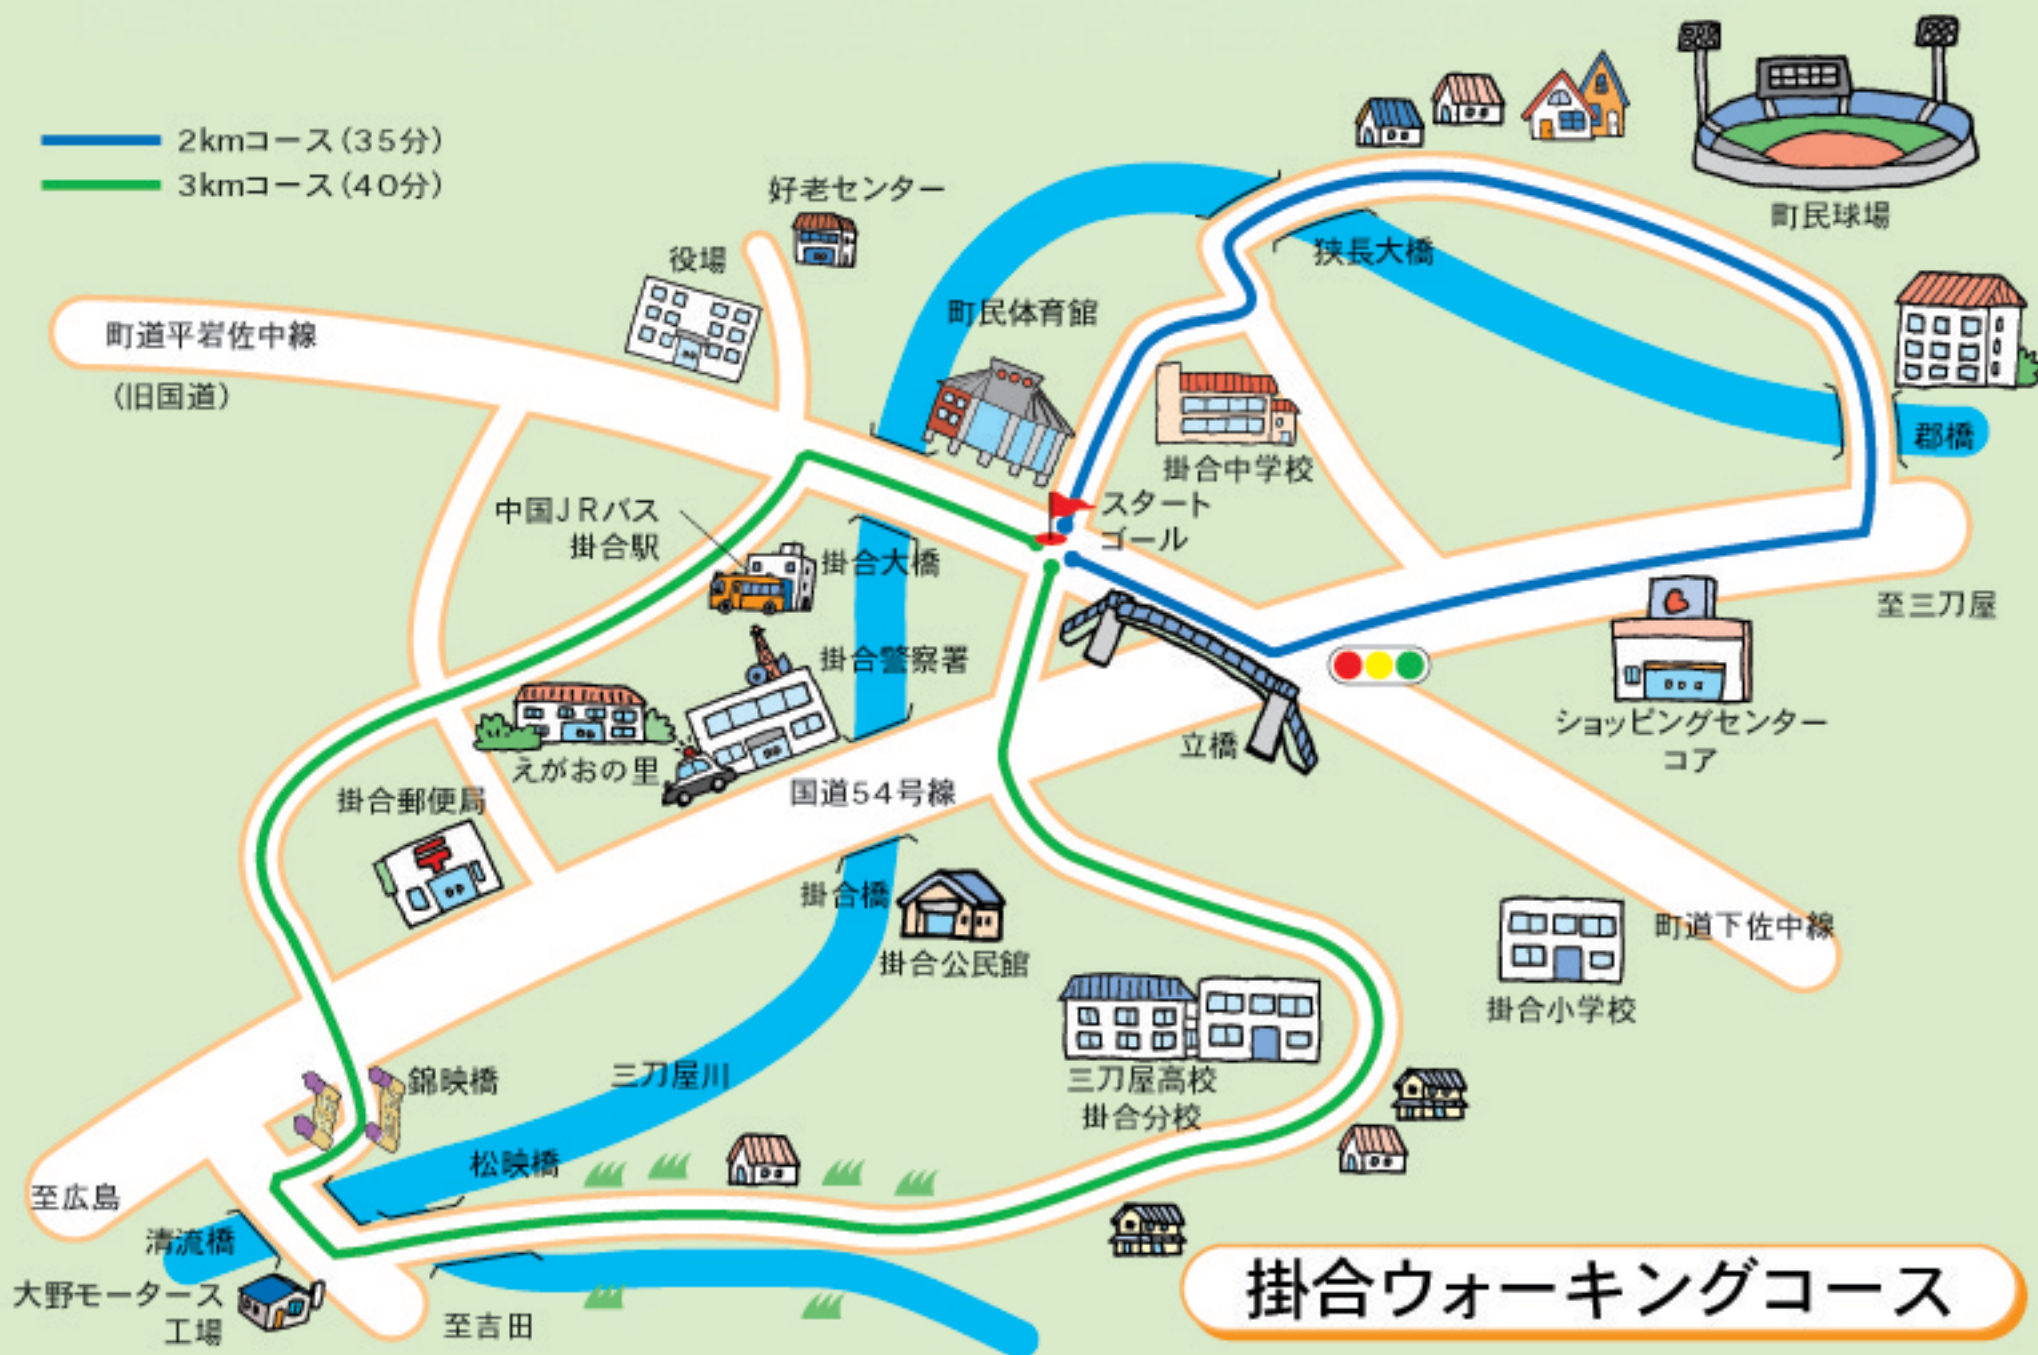 2kmコース(35分)
3kmコース(40分)
好老センター
役場
町民球場
狭長大橋
町民体育館
町道平岩佐中線
(旧国道)
郡橋
掛合中学校
スタート
ゴール
中国JRバス
掛合駅
掛合大橋
至三刀屋
掛合警察署
ショッピングセンター
コア
立橋
えがおの里
国道54号線
掛合郵便局
掛合橋
町道下佐中線
掛合公民館
掛合小学校
錦映橋
三刀屋川
三刀屋高校
掛合分校
松映橋
至広島
清流橋
大野モータース
工場
至吉田
掛合ウォーキングコース